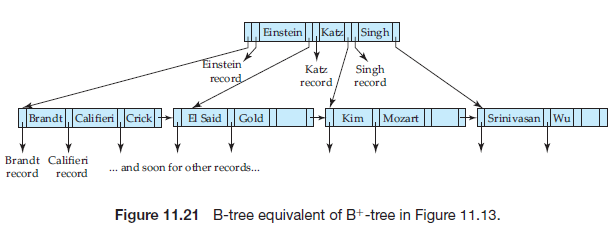 Einstein Katz Singh
Einstein record
Katz record
Singh record
Brandt Califieri Crick El Said Gold Kim Mozart Srinivasan Wu
Brandt record
Califieri record
... and soon for other records...
Figure 11.21 B-tree equivalent of B+-tree in Figure 11.13.